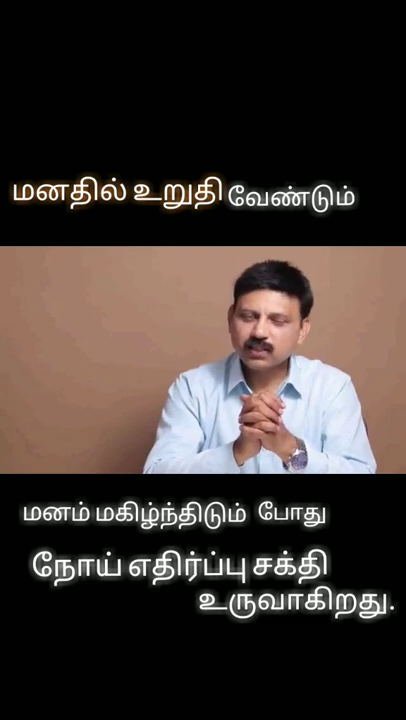 மனதில் உறுதி வேண்டும்
மனம் மகிழ்ந்திடும் போது
நோய் எதிர்ப்பு சக்தி
உருவாகிறது.